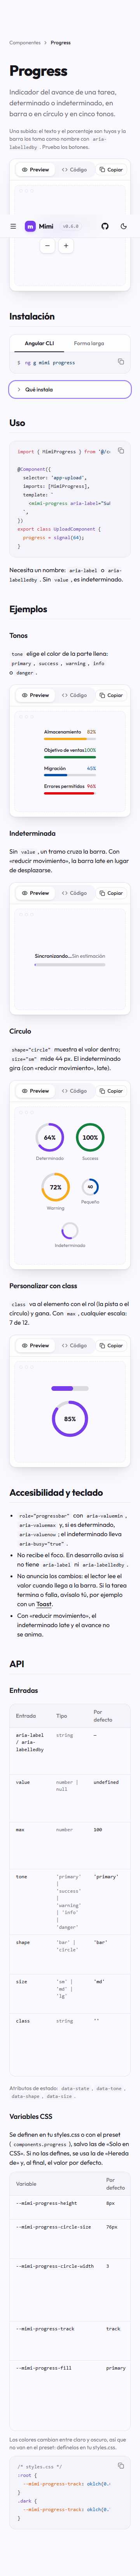 Componentes › Progress
Progress
Indicador del avance de una tarea,
determinado o indeterminado, en
barra o en círculo y en cinco tonos.
Una subida: el texto y el porcentaje son tuyos y la
barra los toma como nombre con aria-
labelledby. Prueba los botones.
Preview
Código
Copiar
Mimi v0.6.0
Instalación
Angular CLI
Forma larga
$ ng g mimi progress
Qué instala
Uso
import { MimiProgress } from
@Component({
selector: 'app-upload',
imports: [MimiProgress],
template: `
<mimi-progress aria-label=
`,
})
export class UploadComponent {
progress = signal(64);
}
Necesita un nombre: aria-label o aria-
labelledby. Sin value, es indeterminado.
Ejemplos
Tonos
tone elige el color de la parte llena:
primary, success, warning, info
o danger.
Preview
Código
Copiar
Almacenamiento 82%
Objetivo de ventas 100%
Migración 45%
Errores permitidos 96%
Indeterminada
Sin value, un tramo cruza la barra. Con
«reducir movimiento», la barra late en lugar
de desplazarse.
Preview
Código
Copiar
Sincronizando... Sin estimación
Círculo
shape="circle" muestra el valor dentro;
size="sm" mide 44 px. El indeterminado
gira (con «reducir movimiento», late).
Preview
Código
Copiar
64%
Determinado
100%
Success
72%
Warning
40
Pequeño
Indeterminado
Personalizar con class
class va al elemento con el rol (la pista o el
círculo) y gana. Con max, cualquier escala:
7 de 12.
Preview
Código
Copiar
85%
Accesibilidad y teclado
• role="progressbar" con aria-valuemin,
aria-valuemax y, si es determinado,
aria-valuenow; el indeterminado lleva
aria-busy="true".
• No recibe el foco. En desarrollo avisa si
no tiene aria-label ni aria-labelledby.
• No anuncia los cambios: el lector lee el
valor cuando llega a la barra. Si la tarea
termina o falla, avísalo tú, por ejemplo
con un Toast.
• Con «reducir movimiento», el
indeterminado late y el avance no
se anima.
API
Entradas
Entrada
Tipo
Por
defecto
aria-label
/ aria-
labelledby
string
—
value
number |
null
undefined
max
number
100
tone
'primary'
|
'success'
|
'warning'
| 'info'
|
'danger'
'primary'
shape
'bar' |
'circle'
'bar'
size
'sm' |
'md' |
'lg'
'md'
class
string
''
Atributos de estado: data-state, data-tone,
data-shape, data-size.
Variables CSS
Se definen en tu styles.css o con el preset
(components.progress), salvo las de «Solo en
CSS». Si no defines una, se usa la de «Hereda
de» y, al final, el valor por defecto.
Variable
Por
defecto
--mimi-progress-height
8px
--mimi-progress-circle-size
76px
--mimi-progress-circle-width
3
--mimi-progress-track
track
--mimi-progress-fill
primary
Los colores cambian entre claro y oscuro, así que
no van en el preset: defínelos en tu styles.css.
/* styles.css */
:root {
--mimi-progress-track: oklch(0.
}
.dark {
--mimi-progress-track: oklch(0.
}